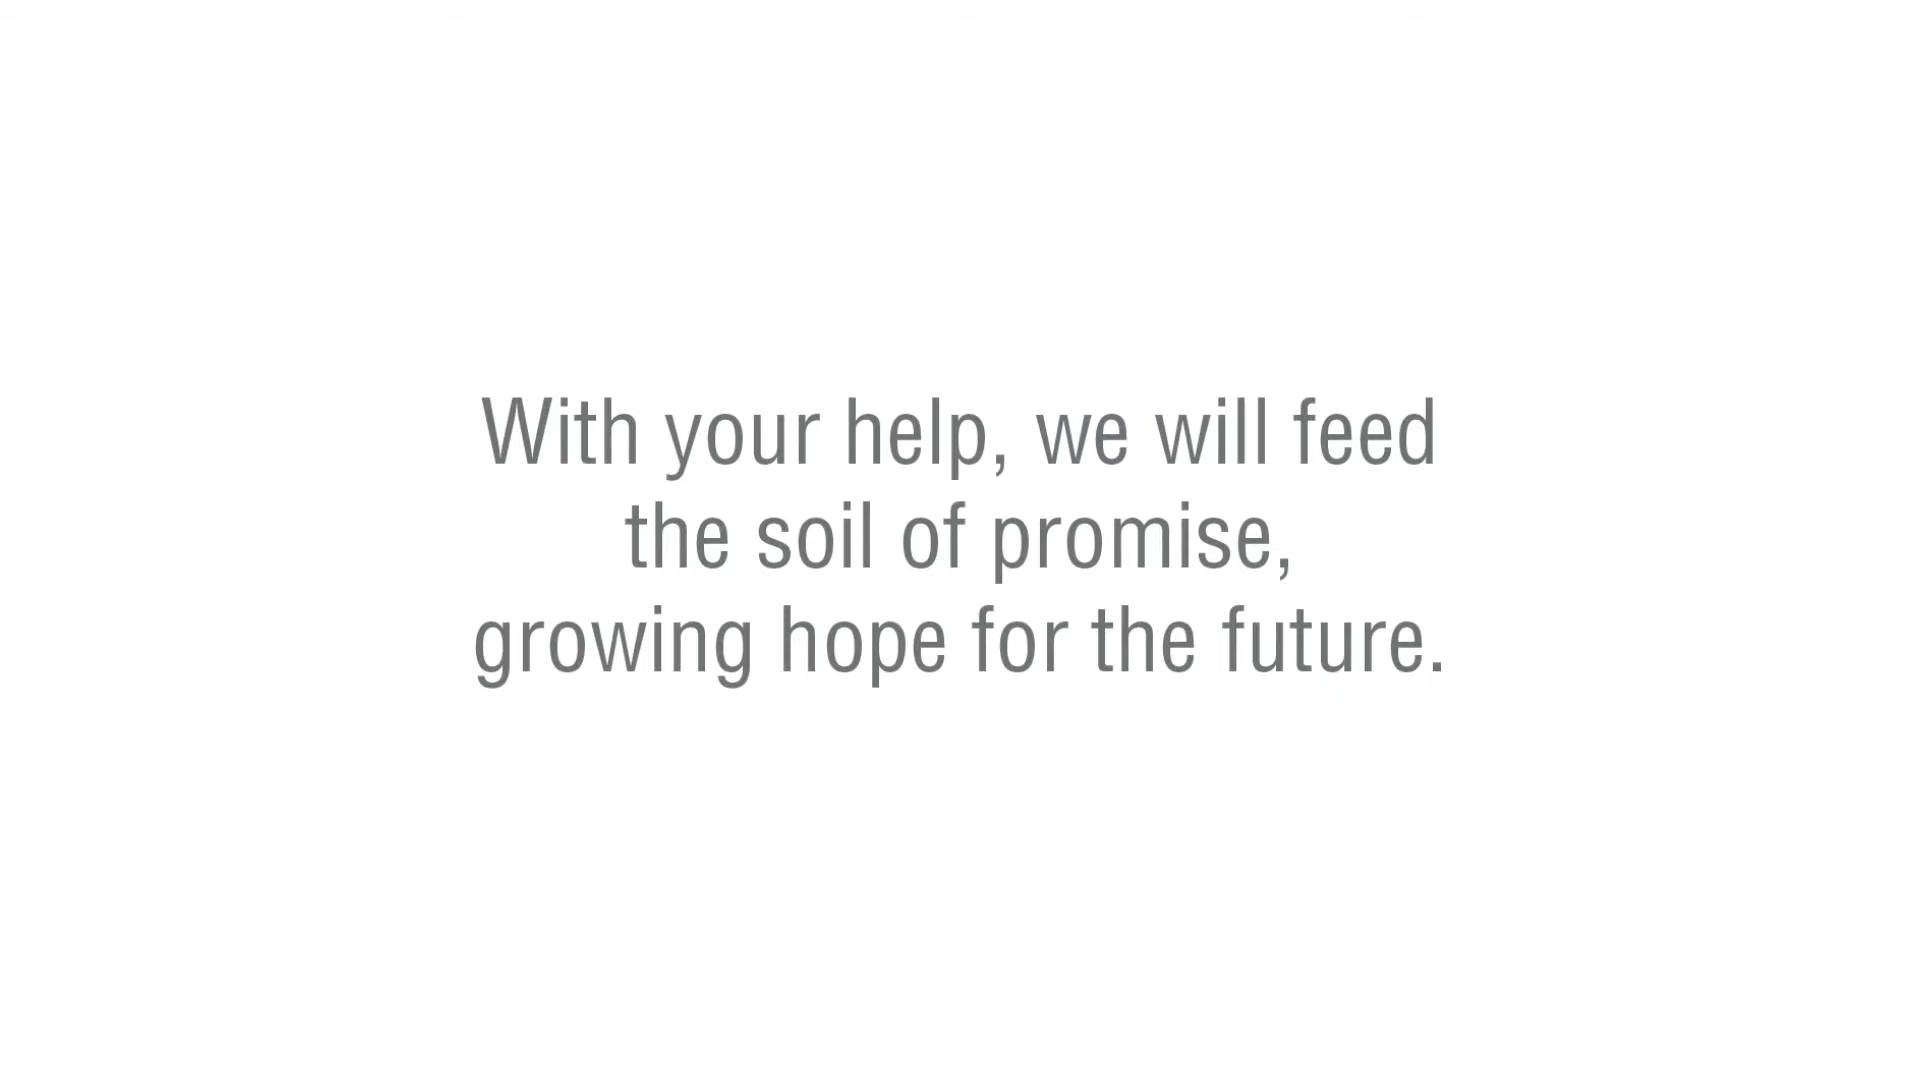 With your help, we will feed
the soil of promise,
growing hope for the future.